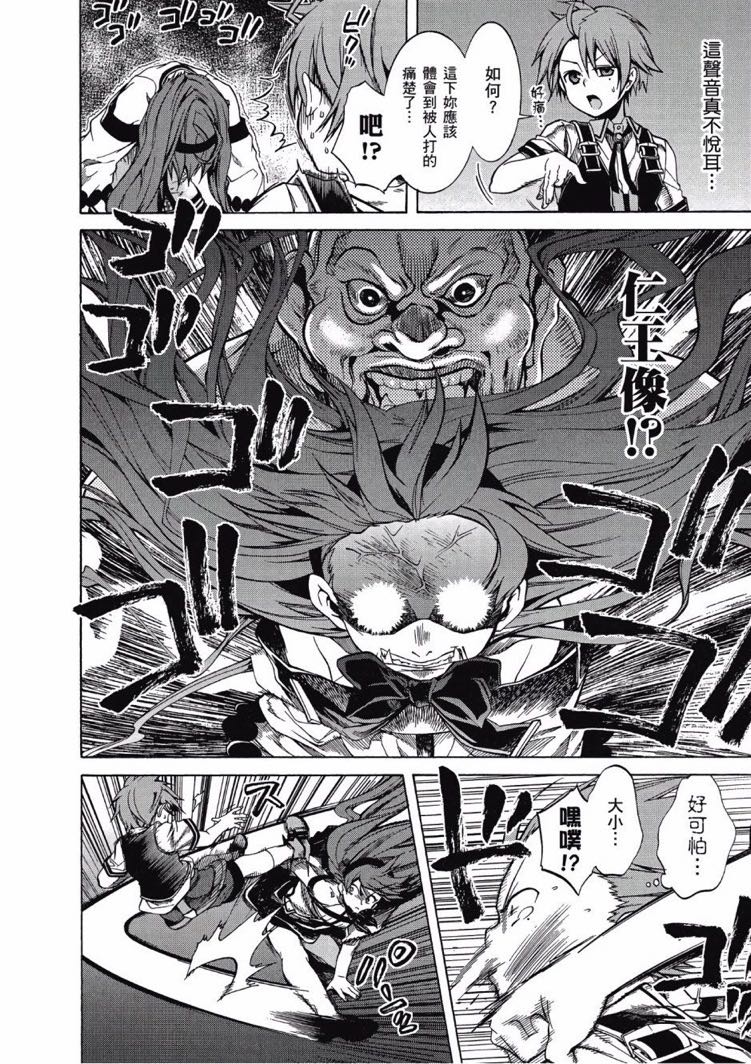 這聲音真不悅耳…
好痛…
如何?
這下妳應該
體會到被人打的
痛楚了…
吧!?
ビクッ
ゴゴゴゴ
仁王像!?
ゴ
ゴ
ゴ
ゴ
ゴ
ゴ
好可怕…
大小…
嘿噗!?
ドゴ
ス